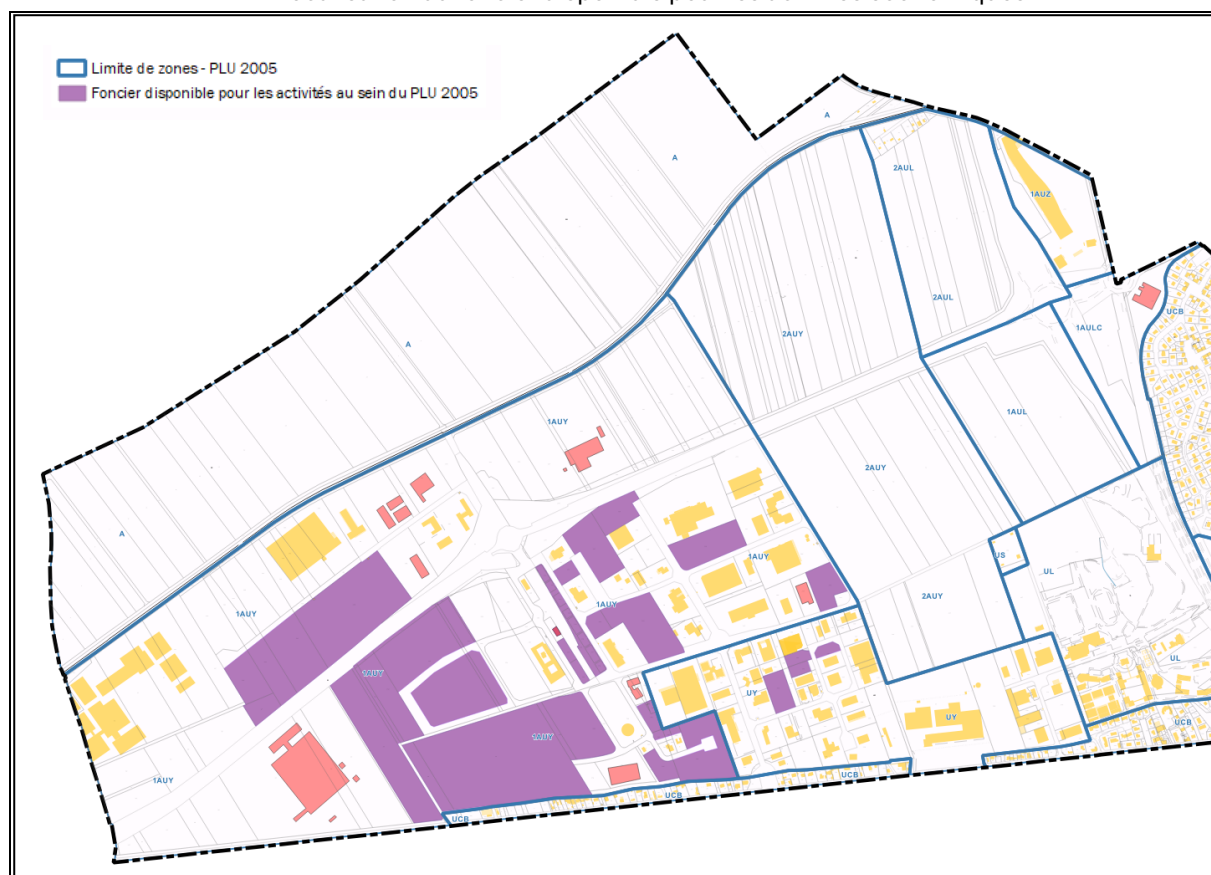 Limite de zones - PLU 2005
Foncier disponible pour les activités au sein du PLU 2005
A
A
2AUL
1AUZ
2AUL
1AULC
UCB
2AUY
A
1AUL
1AUY
2AUY
A
US
UL
1AUY
1AUY
1AUY
2AUY
UL
1AUY
UY
UY
UCB
1AUY
1AUY
UCB
UCB
UCB